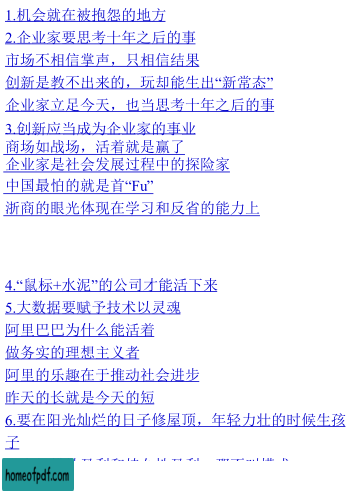 1.机会就在被抱怨的地方
2.企业家要思考十年之后的事
市场不相信掌声，只相信结果
创新是教不出来的，玩却能生出“新常态”
企业家立足今天，也当思考十年之后的事
3.创新应当成为企业家的事业
商场如战场，活着就是赢了
企业家是社会发展过程中的探险家
中国最怕的就是首“Fu”
浙商的眼光体现在学习和反省的能力上
4.“鼠标+水泥”的公司才能活下来
5.大数据要赋予技术以灵魂
阿里巴巴为什么能活着
做务实的理想主义者
阿里的乐趣在于推动社会进步
昨天的长就是今天的短
6.要在阳光灿烂的日子修屋顶，年轻力壮的时候生孩
子
homeofpdf.com